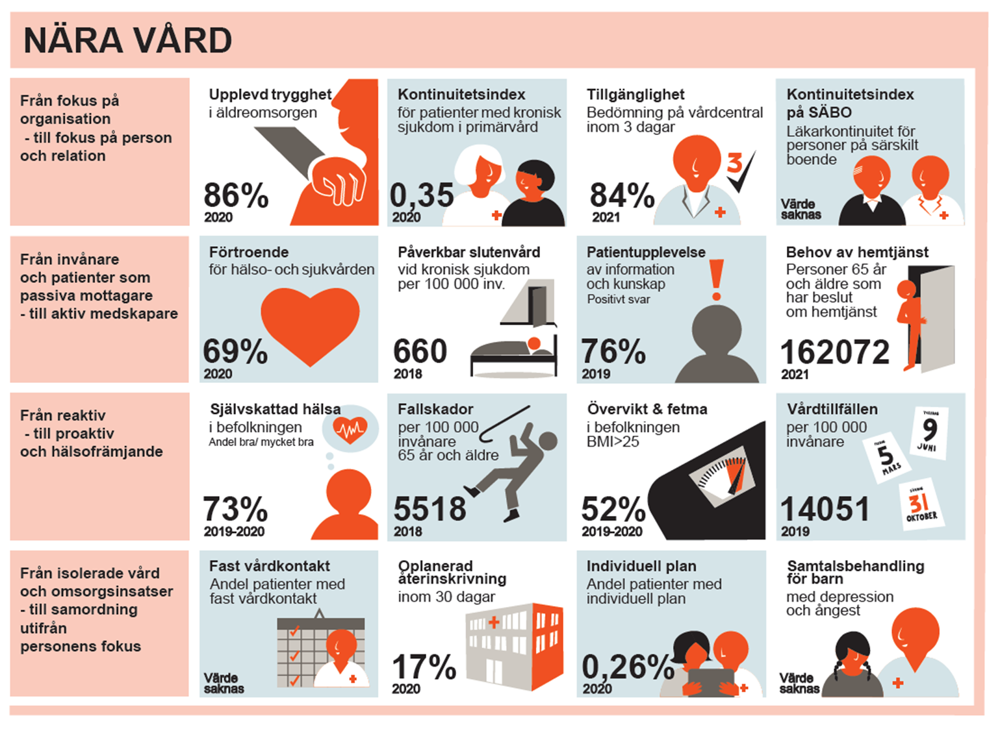 NÄRA VÅRD
Från fokus på
organisation
- till fokus på person
och relation
Upplevd trygghet
i äldreomsorgen
86%
2020
Kontinuitetsindex
för patienter med kronisk
sjukdom i primärvård
0,35
2020
Tillgänglighet
Bedömning på vårdcentral
inom 3 dagar
3
84%
2021
Kontinuitetsindex
på SÄBO
Läkarkontinuitet för
personer på särskilt
boende
Värde
saknas
Från invånare
och patienter som
passiva mottagare
- till aktiv medskapare
Förtroende
för hälso- och sjukvården
69%
2020
Påverkbar slutenvård
vid kronisk sjukdom
per 100 000 inv.
660
2018
Patientupplevelse
av information
och kunskap
Positivt svar
!
76%
2019
Behov av hemtjänst
Personer 65 år
och äldre som
har beslut
om hemtjänst
162072
2021
Från reaktiv
- till proaktiv
och hälsofrämjande
Självskattad hälsa
i befolkningen
Andel bra/ mycket bra
73%
2019-2020
Fallskador
per 100 000
invånare
65 år och äldre
5518
2018
Övervikt & fetma
i befolkningen
BMI>25
52%
2019-2020
Vårdtillfällen
per 100 000
invånare
9
JUNI
5
MARS
31
OKTOBER
14051
2019
Från isolerade vård
och omsorgsinsatser
- till samordning
utifrån
personens fokus
Fast vårdkontakt
Andel patienter med
fast vårdkontakt
Värde
saknas
Oplanerad
återinskrivning
inom 30 dagar
17%
2020
Individuell plan
Andel patienter med
individuell plan
0,26%
2020
Samtalsbehandling
för barn
med depression
och ångest
Värde
saknas